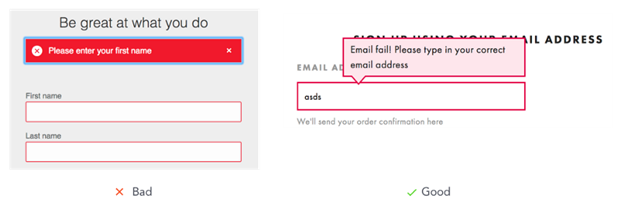 Be great at what you do
Please enter your first name
First name
Last name
Bad
SIGN UP USING YOUR EMAIL ADDRESS
Email fail! Please type in your correct
email address
EMAIL AD
asds
We'll send your order confirmation here
Good